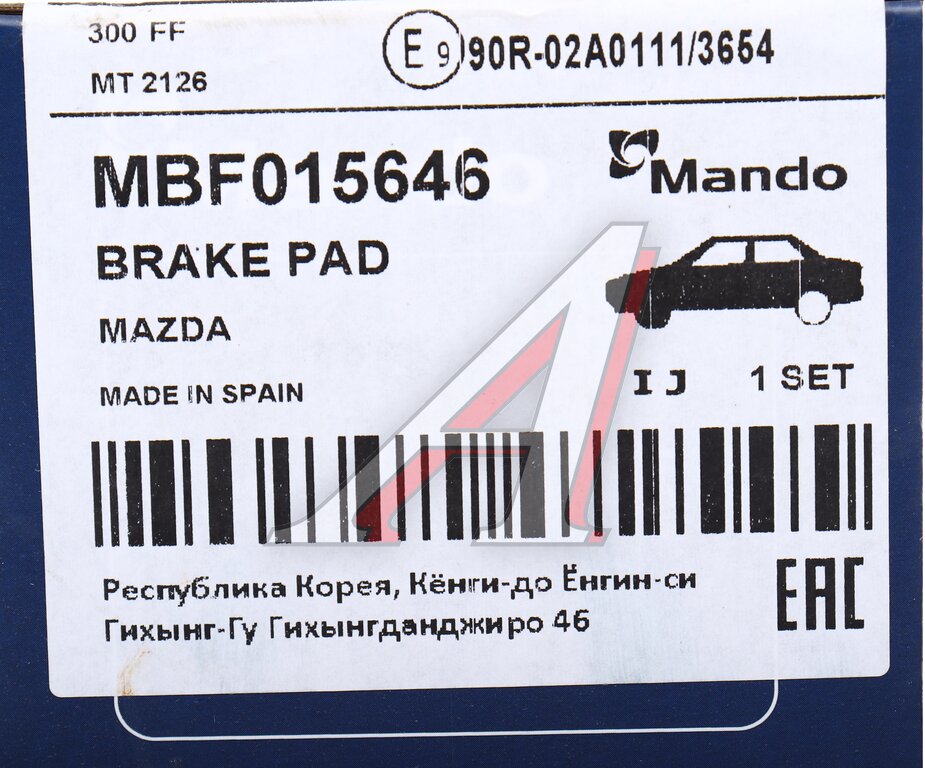 300 FF
E 9 90R-02A0111/3654
MT 2126
MBF015646
Mando
BRAKE PAD
MAZDA
MADE IN SPAIN
I J 1 SET
Республика Корея, Кёнги-до Ёнгин-си
Гихынг-Гу Гихынгданджиро 46
EAC